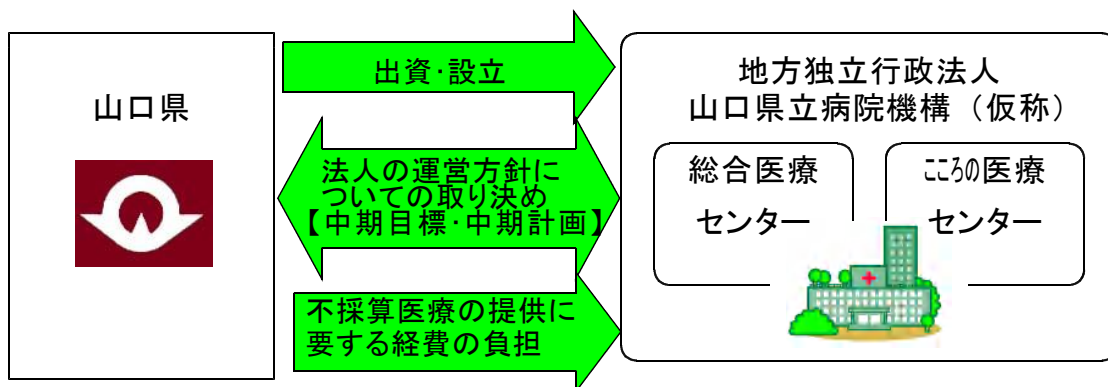 山口県
出資・設立
法人の運営方針に
ついての取り決め
【中期目標・中期計画】
不採算医療の提供に
要する経費の負担
地方独立行政法人
山口県立病院機構（仮称）
総合医療
センター
こころの医療
センター